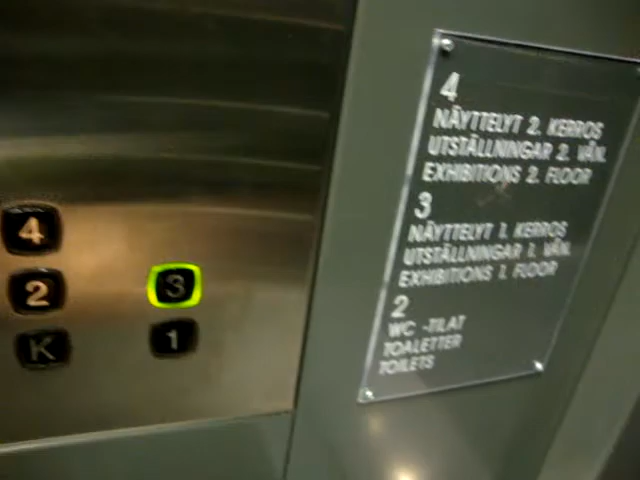 4
2
3
K
1
4
NÄYTTELYT 2. KERROS
UTSTÄLLNINGAR 2. VÅN.
EXHIBITIONS 2. FLOOR
3
NÄYTTELYT 1. KERROS
UTSTÄLLNINGAR 1. VÅN.
EXHIBITIONS 1. FLOOR
2
WC -TILAT
TOALETTER
TOILETS